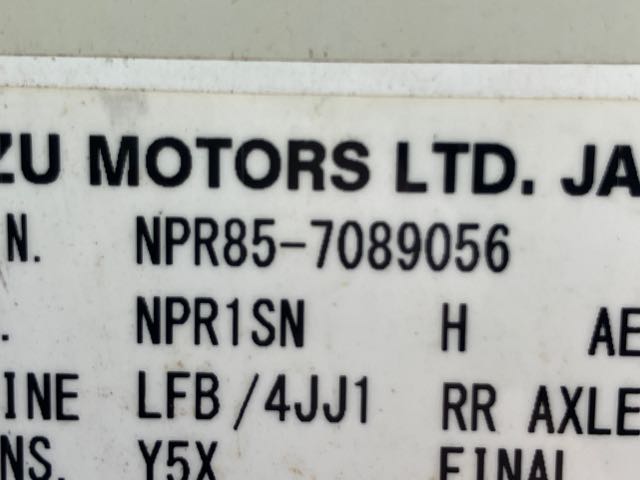 ZU MOTORS LTD. JA
N. NPR85-7089056
. NPR1SN H AE
INE LFB/4JJ1 RR AXLE
NS. Y5X FINAL